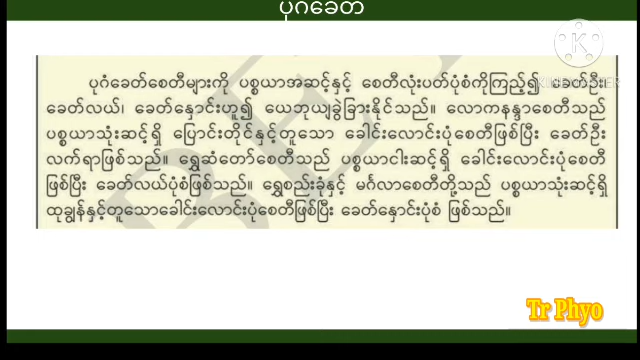 ပုဂံခေတ်
ပုဂံခေတ်စေတီများကို ပစ္စယာအဆင့်နှင့် စေတီလုံးပတ်ပုံစံကိုကြည့်၍ ခေတ်ဦး၊
ခေတ်လယ်၊ ခေတ်နှောင်းဟူ၍ ယေဘုယျခွဲခြားနိုင်သည်။ လောကနန္ဒာစေတီသည်
ပစ္စယာသုံးဆင့်ရှိ ပြောင်းတိုင်နှင့်တူသော ခေါင်းလောင်းပုံစေတီဖြစ်ပြီး ခေတ်ဦး
လက်ရာဖြစ်သည်။ ရွှေဆံတော်စေတီသည် ပစ္စယာငါးဆင့်ရှိ ခေါင်းလောင်းပုံစေတီ
ဖြစ်ပြီး ခေတ်လယ်ပုံစံဖြစ်သည်။ ရွှေစည်းခုံနှင့် မင်္ဂလာစေတီတို့သည် ပစ္စယာသုံးဆင့်ရှိ
ထုချွန်နှင့်တူသောခေါင်းလောင်းပုံစေတီဖြစ်ပြီး ခေတ်နှောင်းပုံစံ ဖြစ်သည်။
KINEMASTER
Tr Phyo